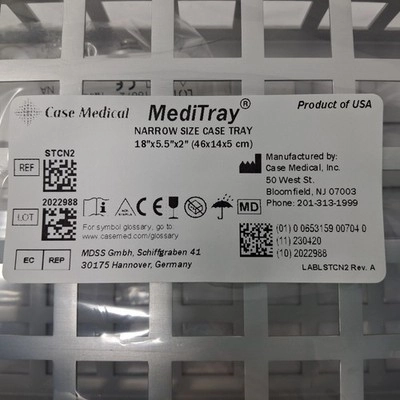 Case Medical
MediTray®
Product of USA
NARROW SIZE CASE TRAY
18"x5.5"x2" (46x14x5 cm)
REF
STCN2
Manufactured by:
Case Medical, Inc.
50 West St.
Bloomfield, NJ 07003
Phone: 201-313-1999
LOT
2022988
CE
MD
For symbol glossary, go to:
www.casemed.com/glossary
(01) 0 0653159 00704 0
(11) 230420
(10) 2022988
EC REP
MDSS Gmbh, Schiffgraben 41
30175 Hannover, Germany
LABLSTCN2 Rev. A